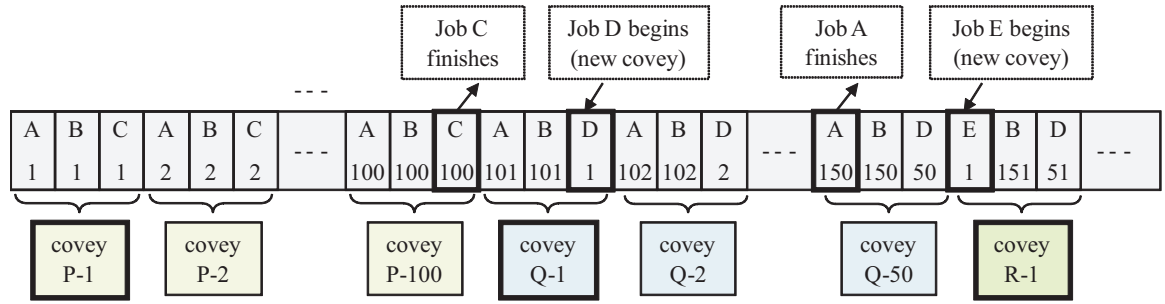 Job C
finishes
Job D begins
(new covey)
Job A
finishes
Job E begins
(new covey)
- - -
A B C A B C - - - A B C A B D A B D - - - A B D E B D - - -
1 1 1 2 2 2 100 100 100 101 101 1 102 102 2 150 150 50 1 151 51
covey
P-1
covey
P-2
covey
P-100
covey
Q-1
covey
Q-2
covey
Q-50
covey
R-1